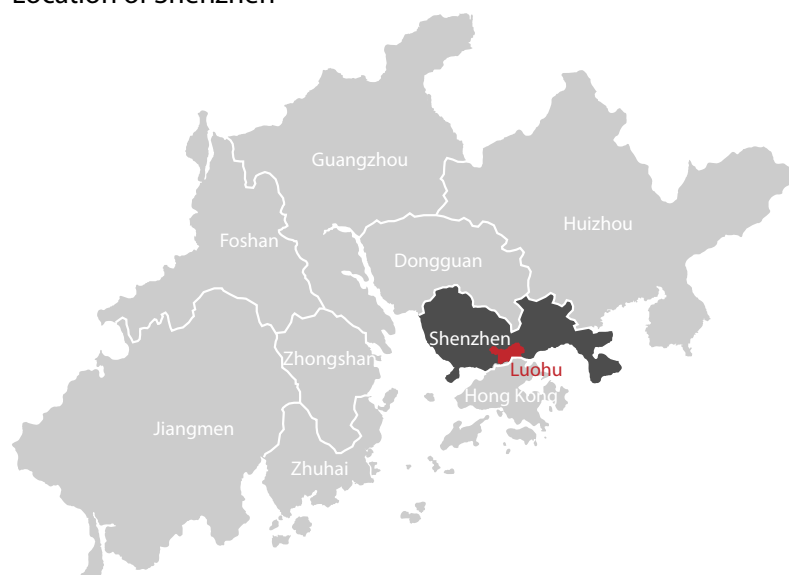 Location of Shenzhen
Guangzhou
Huizhou
Foshan
Dongguan
Shenzhen
Zhongshan
Luohu
Hong Kong
Jiangmen
Zhuhai